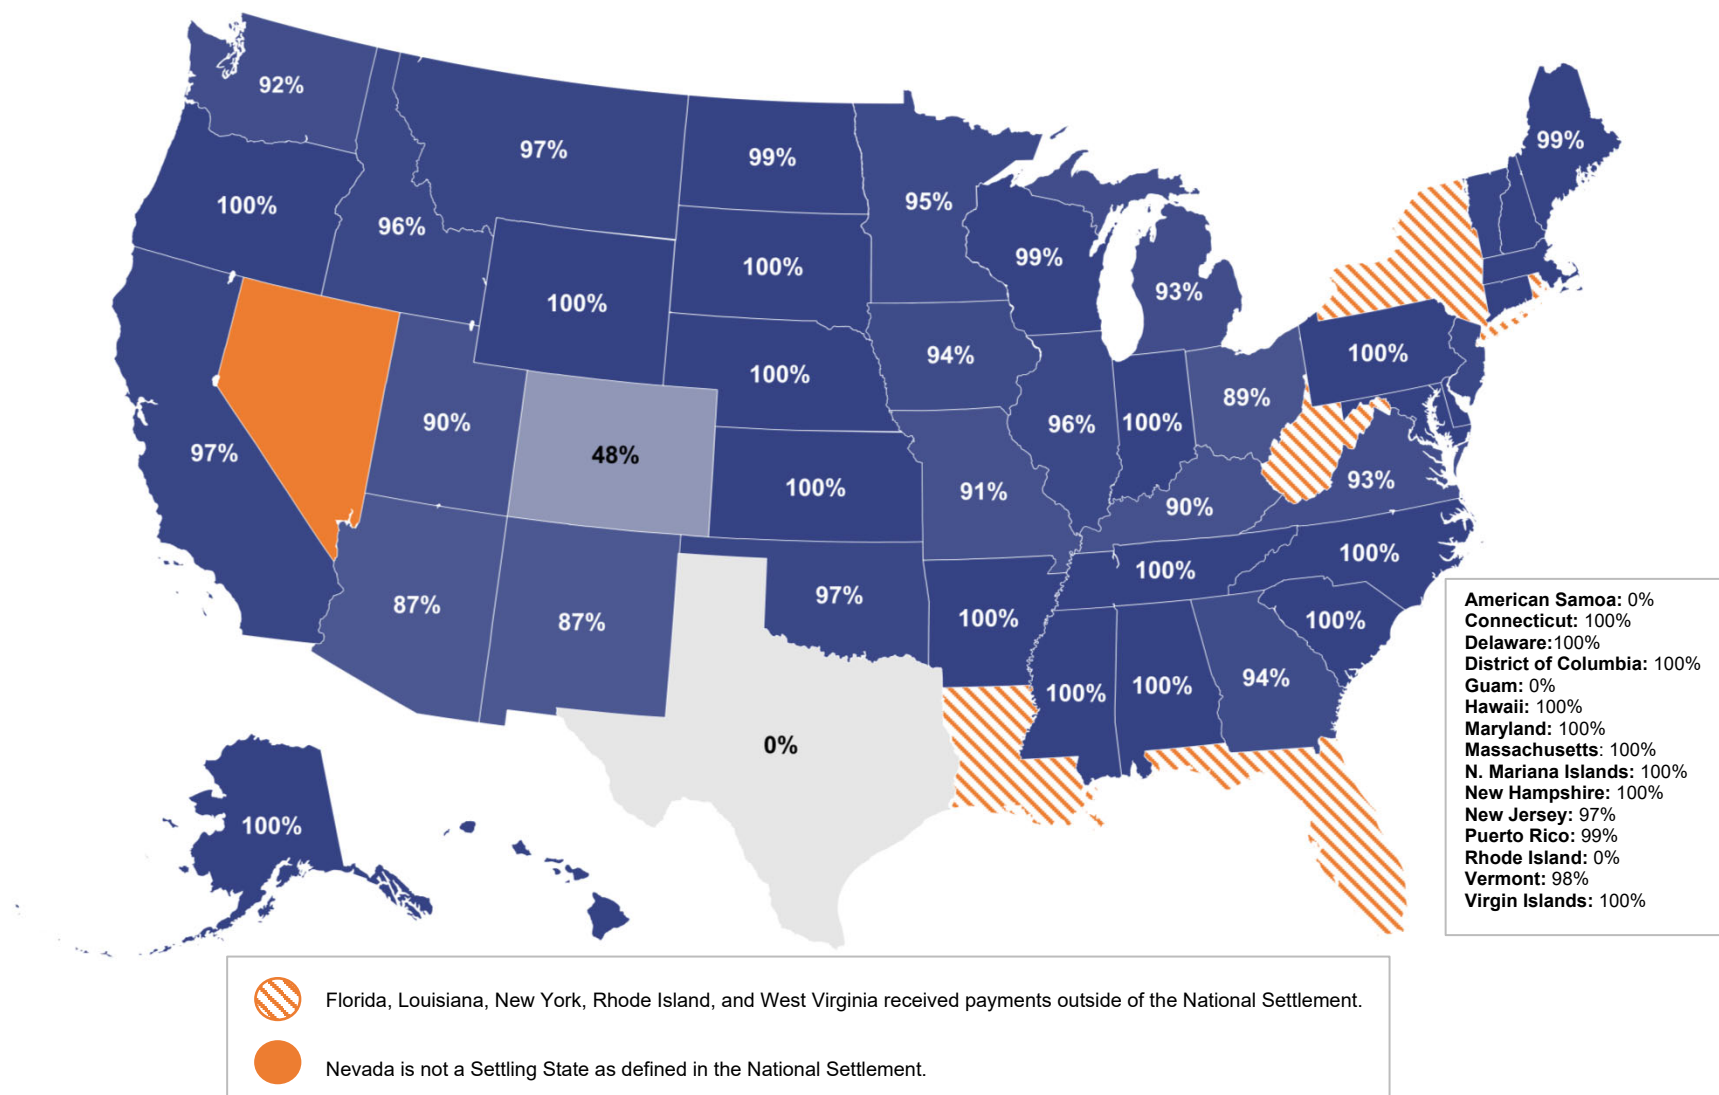 92%
97%
99%
99%
100%
96%
95%
99%
93%
100%
100%
100%
94%
100%
100%
97%
90%
48%
100%
91%
96%
100%
89%
90%
93%
87%
87%
97%
100%
100%
100%
100%
100%
100%
94%
0%
100%
American Samoa: 0%
Connecticut: 100%
Delaware:100%
District of Columbia: 100%
Guam: 0%
Hawaii: 100%
Maryland: 100%
Massachusetts: 100%
N. Mariana Islands: 100%
New Hampshire: 100%
New Jersey: 97%
Puerto Rico: 99%
Rhode Island: 0%
Vermont: 98%
Virgin Islands: 100%
Florida, Louisiana, New York, Rhode Island, and West Virginia received payments outside of the National Settlement.
Nevada is not a Settling State as defined in the National Settlement.